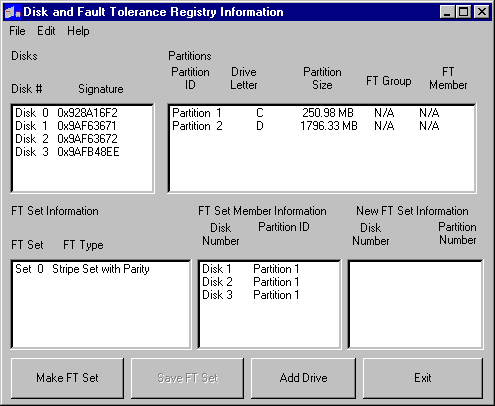 Disk and Fault Tolerance Registry Information
File Edit Help
Disks
Disk # Signature
Disk 0 0x928A16F2
Disk 1 0x9AF63671
Disk 2 0x9AF63672
Disk 3 0x9AFB48EE
Partitions
Partition ID Drive Letter Partition Size FT Group FT Member
Partition 1 C 250.98 MB N/A N/A
Partition 2 D 1796.33 MB N/A N/A
FT Set Information
FT Set FT Type
Set 0 Stripe Set with Parity
FT Set Member Information
Disk Number Partition ID
Disk 1 Partition 1
Disk 2 Partition 1
Disk 3 Partition 1
New FT Set Information
Disk Number Partition Number
Make FT Set Save FT Set Add Drive Exit